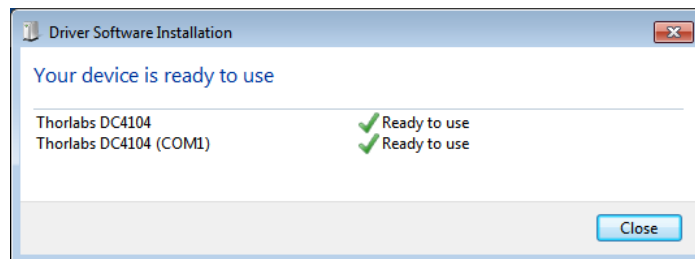 Driver Software Installation
Your device is ready to use
Thorlabs DC4104 Ready to use
Thorlabs DC4104 (COM1) Ready to use
Close